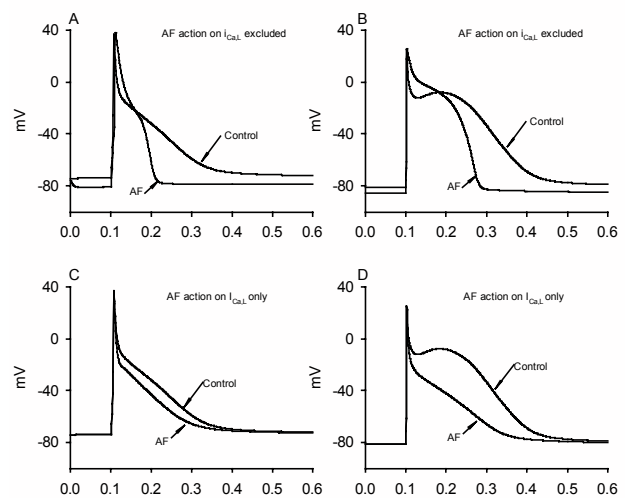 A
AF action on iCa,L excluded
40
0
-40
-80
mV
Control
AF
0.0 0.1 0.2 0.3 0.4 0.5 0.6
B
AF action on iCa,L excluded
40
0
-40
-80
mV
Control
AF
0.0 0.1 0.2 0.3 0.4 0.5 0.6
C
AF action on ICa,L only
40
0
-40
-80
mV
Control
AF
0.0 0.1 0.2 0.3 0.4 0.5 0.6
D
AF action on ICa,L only
40
0
-40
-80
mV
Control
AF
0.0 0.1 0.2 0.3 0.4 0.5 0.6